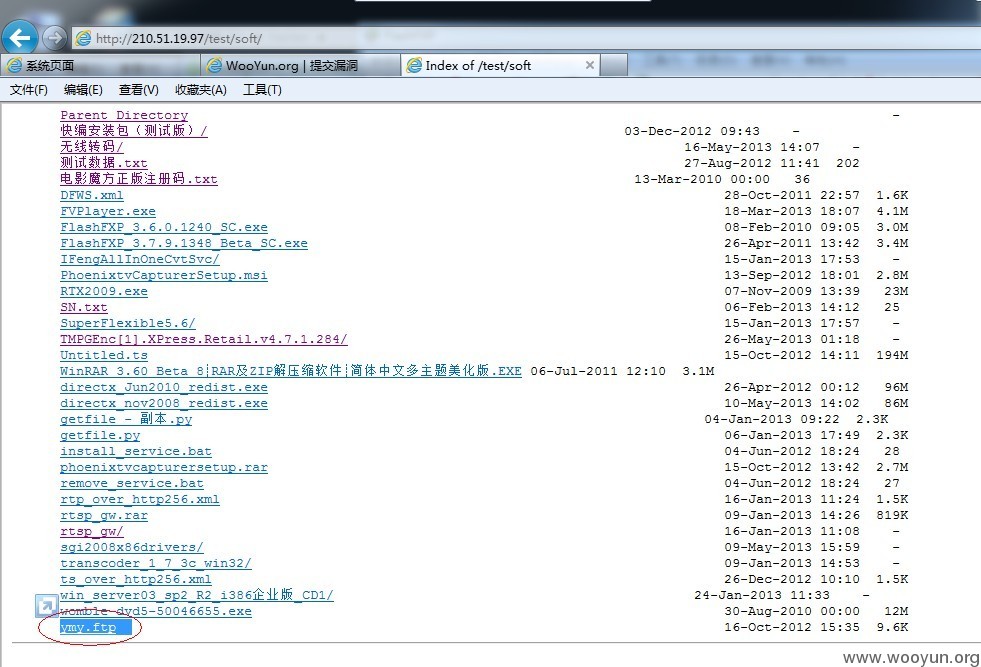 http://210.51.19.97/test/soft/
系统页面 WooYun.org | 提交漏洞 Index of /test/soft
文件(F) 编辑(E) 查看(V) 收藏夹(A) 工具(T)
Parent Directory -
快编安装包（测试版）/ 03-Dec-2012 09:43 -
无线转码/ 16-May-2013 14:07 -
测试数据.txt 27-Aug-2012 11:41 202
电影魔方正版注册码.txt 13-Mar-2010 00:00 36
DFWS.xml 28-Oct-2011 22:57 1.6K
FVPlayer.exe 18-Mar-2013 18:07 4.1M
FlashFXP_3.6.0.1240_SC.exe 08-Feb-2010 09:05 3.0M
FlashFXP_3.7.9.1348_Beta_SC.exe 26-Apr-2011 13:42 3.4M
IFengAllInOneCvtSvc/ 15-Jan-2013 17:53 -
PhoenixtvCapturerSetup.msi 13-Sep-2012 18:01 2.8M
RTX2009.exe 07-Nov-2009 13:39 23M
SN.txt 06-Feb-2013 14:12 25
SuperFlexible5.6/ 15-Jan-2013 17:57 -
TMPGEnc[1].XPress.Retail.v4.7.1.284/ 26-May-2013 01:18 -
Untitled.ts 15-Oct-2012 14:11 194M
WinRAR 3.60 Beta 8┆RAR及ZIP解压缩软件┆简体中文多主题美化版.EXE 06-Jul-2011 12:10 3.1M
directx_Jun2010_redist.exe 26-Apr-2012 00:12 96M
directx_nov2008_redist.exe 10-May-2013 14:02 86M
getfile - 副本.py 04-Jan-2013 09:22 2.3K
getfile.py 06-Jan-2013 17:49 2.3K
install_service.bat 04-Jun-2012 18:24 28
phoenixtvcapturersetup.rar 15-Oct-2012 13:42 2.7M
remove_service.bat 04-Jun-2012 18:24 27
rtp_over_http256.xml 16-Jan-2013 11:24 1.5K
rtsp_gw.rar 09-Jan-2013 14:26 819K
rtsp_gw/ 16-Jan-2013 11:08 -
sgi2008x86drivers/ 09-May-2013 15:59 -
transcoder_1_7_3c_win32/ 09-Jan-2013 14:53 -
ts_over_http256.xml 26-Dec-2012 10:10 1.5K
win_server03_sp2_R2_i386企业版_CD1/ 24-Jan-2013 11:33 -
womble-dvd5-50046655.exe 30-Aug-2010 00:00 12M
ymy.ftp 16-Oct-2012 15:35 9.6K
www.wooyun.org